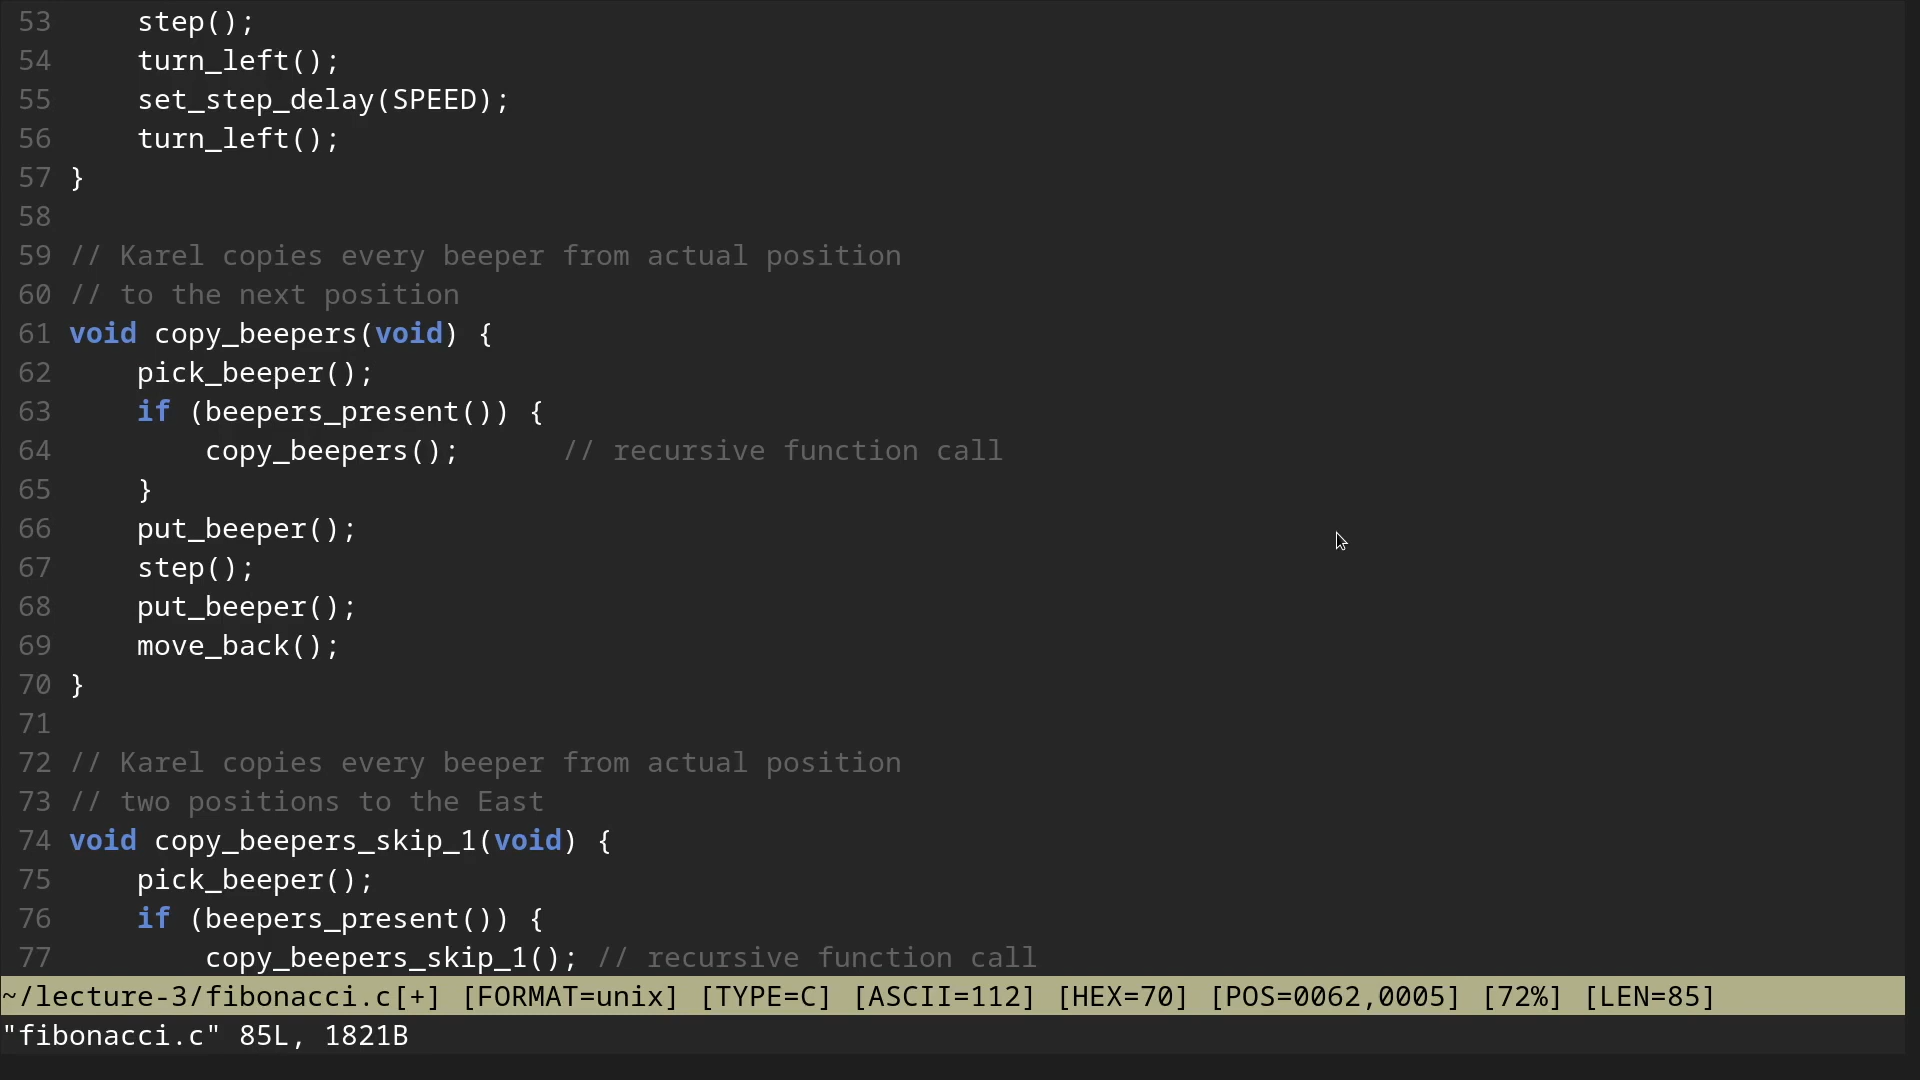 53     step();
54     turn_left();
55     set_step_delay(SPEED);
56     turn_left();
57 }
58
59 // Karel copies every beeper from actual position
60 // to the next position
61 void copy_beepers(void) {
62     pick_beeper();
63     if (beepers_present()) {
64         copy_beepers();      // recursive function call
65     }
66     put_beeper();
67     step();
68     put_beeper();
69     move_back();
70 }
71
72 // Karel copies every beeper from actual position
73 // two positions to the East
74 void copy_beepers_skip_1(void) {
75     pick_beeper();
76     if (beepers_present()) {
77         copy_beepers_skip_1(); // recursive function call
~/lecture-3/fibonacci.c[+] [FORMAT=unix] [TYPE=C] [ASCII=112] [HEX=70] [POS=0062,0005] [72%] [LEN=85]
"fibonacci.c" 85L, 1821B